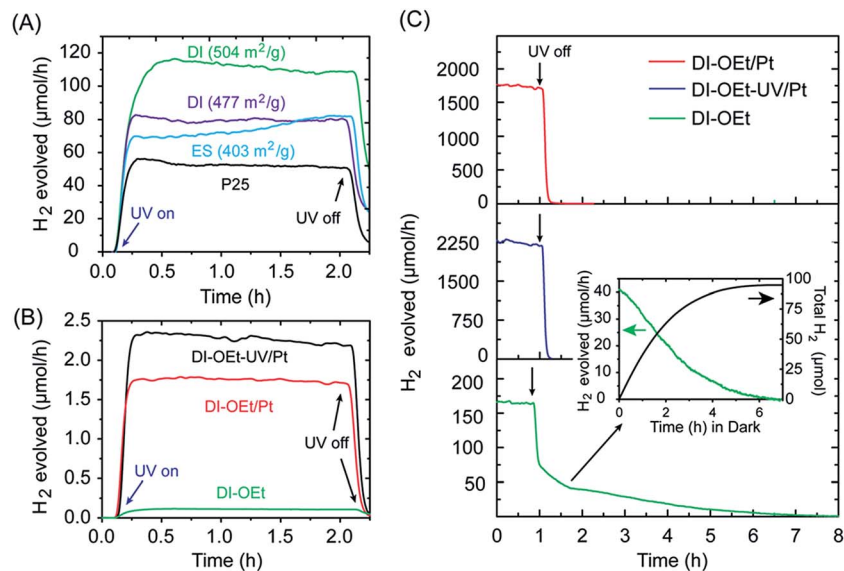 (A)
H2 evolved (μmol/h)
120
100
80
60
40
20
0
DI (504 m²/g)
DI (477 m²/g)
ES (403 m²/g)
P25
UV on
UV off
0.0 0.5 1.0 1.5 2.0
Time (h)
(B)
H2 evolved (μmol/h)
2.5
2.0
1.5
1.0
0.5
0.0
DI-OEt-UV/Pt
DI-OEt/Pt
UV off
UV on
DI-OEt
0.0 0.5 1.0 1.5 2.0
Time (h)
(C)
H2 evolved (μmol/h)
2000
1500
1000
500
0
UV off
DI-OEt/Pt
DI-OEt-UV/Pt
DI-OEt
2250
1500
750
0
H2 evolved (μmol/h)
40
30
20
10
0
100
50
0
Total H2
(μmol)
0 2 4 6
Time (h) in Dark
150
100
50
0
0 1 2 3 4 5 6 7 8
Time (h)